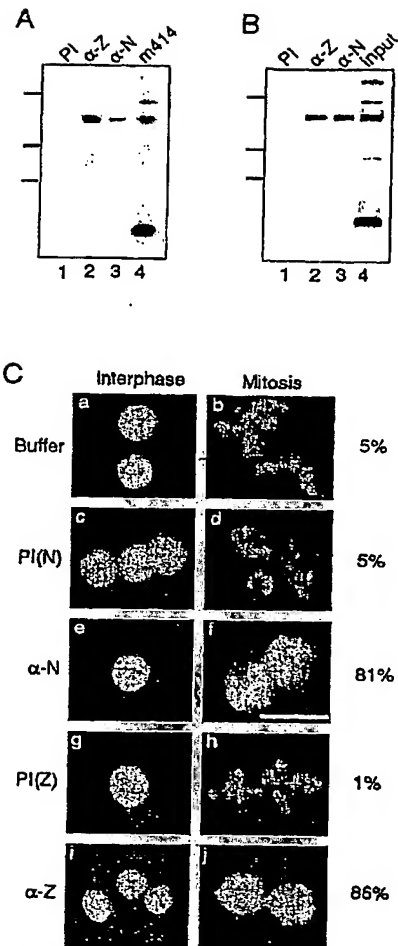 A
PI α-Z α-N m414
1 2 3 4
B
PI α-Z α-N input
1 2 3 4
C
Interphase Mitosis
Buffer a b 5%
PI(N) c d 5%
α-N e f 81%
PI(Z) g h 1%
α-Z i j 86%